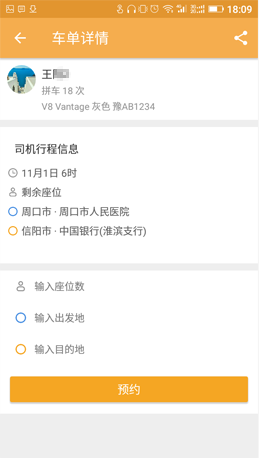 18:09
车单详情
王
拼车 18 次
V8 Vantage 灰色 豫AB1234
司机行程信息
11月1日 6时
剩余座位
周口市 · 周口市人民医院
信阳市 · 中国银行(淮滨支行)
输入座位数
输入出发地
输入目的地
预约